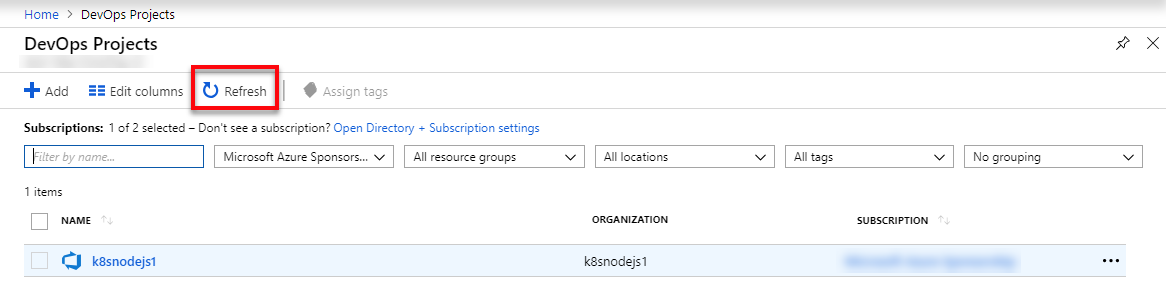 Home > DevOps Projects
DevOps Projects
Add Edit columns Refresh Assign tags
Subscriptions: 1 of 2 selected – Don't see a subscription? Open Directory + Subscription settings
Filter by name... Microsoft Azure Sponsors... All resource groups All locations All tags No grouping
1 items
NAME ORGANIZATION SUBSCRIPTION
k8snodejs1 k8snodejs1